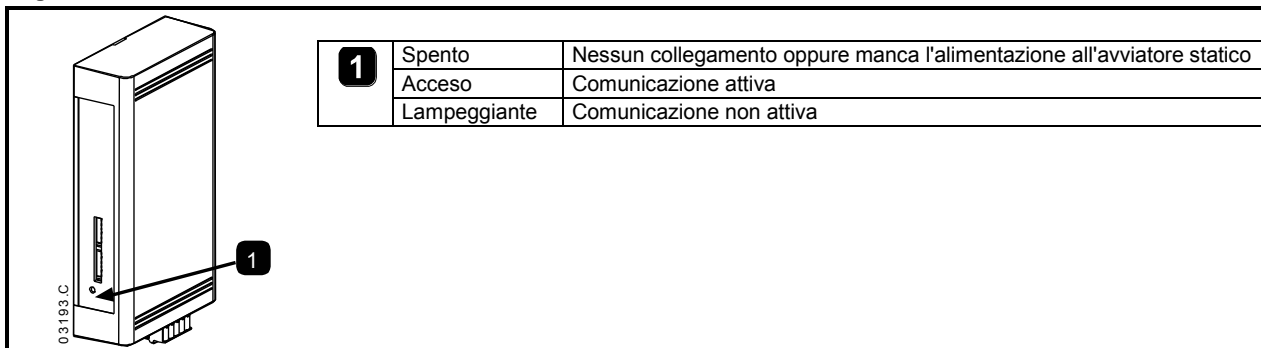 1 Spento Nessun collegamento oppure manca l'alimentazione all'avviatore statico
Acceso Comunicazione attiva
Lampeggiante Comunicazione non attiva
1
03193.C